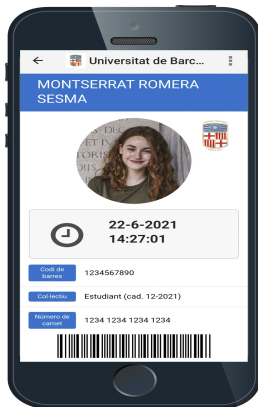 Universitat de Barc...
MONTSERRAT ROMERA
SESMA
22-6-2021
14:27:01
Codi de
barres
1234567890
Col·lectiu
Estudiant (cad. 12-2021)
Número de
carnet
1234 1234 1234 1234